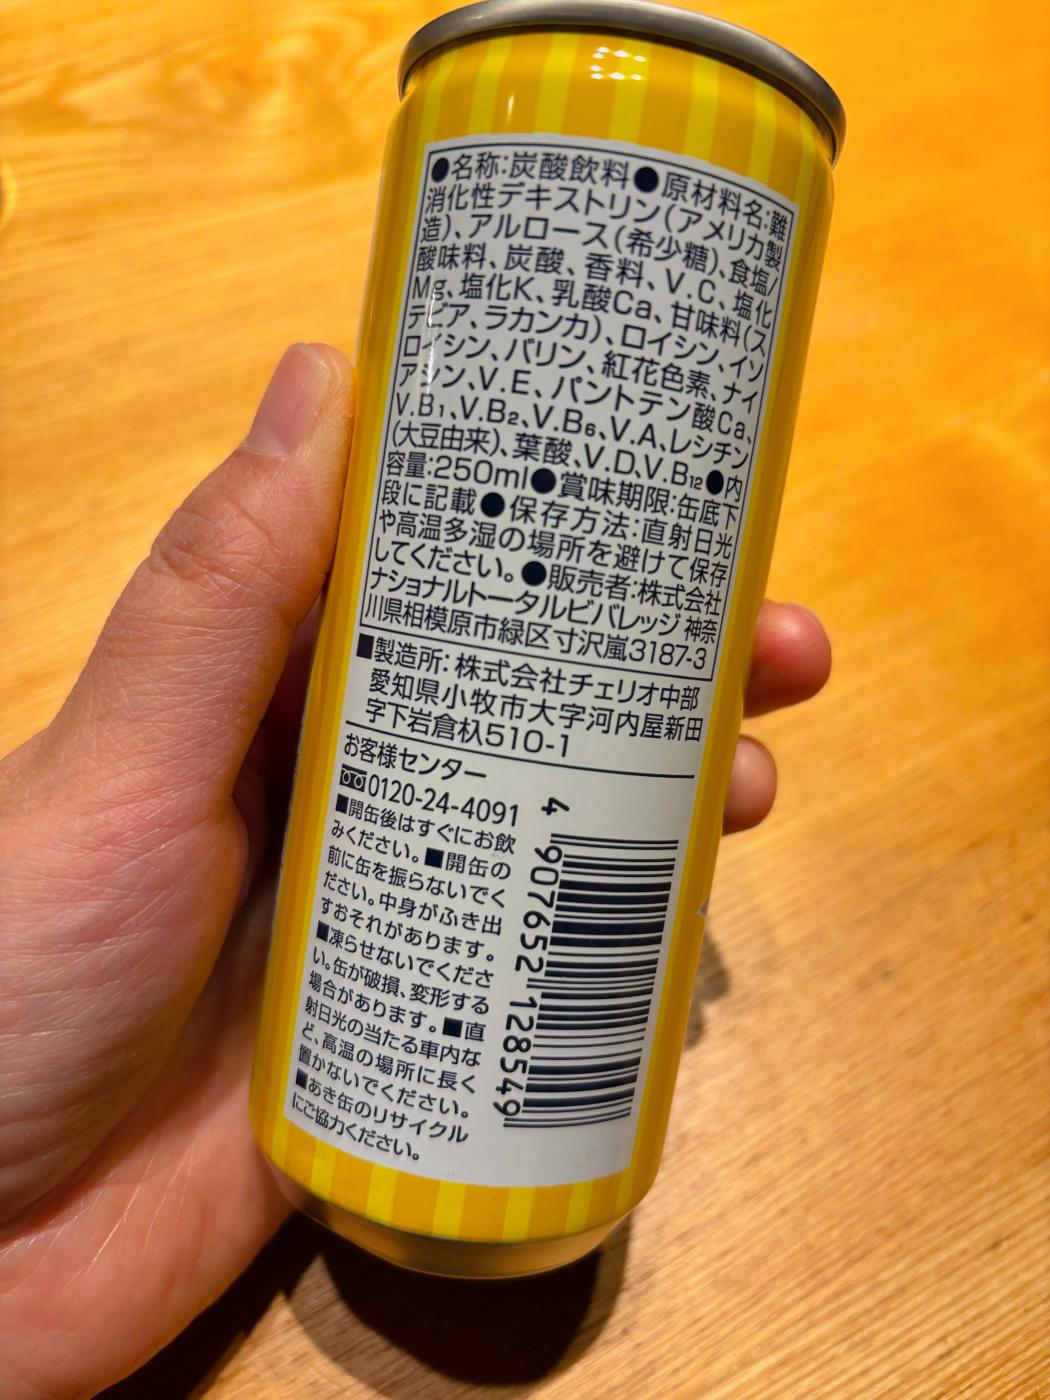 ●名称:炭酸飲料●原材料名:難
消化性デキストリン(アメリカ製
造)、アルロース(希少糖)、食塩/
酸味料、炭酸、香料、V.C、塩化
Mg、塩化K、乳酸Ca、甘味料(ス
テビア、ラカンカ)、ロイシン、イソ
ロイシン、バリン、紅花色素、ナイ
アシン、V.E、パントテン酸Ca、
V.B₁、V.B₂、V.B₆、V.A、レシチン
(大豆由来)、葉酸、V.D、V.B₁₂●内
容量:250ml●賞味期限:缶底下
段に記載●保存方法:直射日光
や高温多湿の場所を避けて保存
してください。●販売者:株式会社
ナショナルトータルビバレッジ 神奈
川県相模原市緑区寸沢嵐3187-3
■製造所:株式会社チェリオ中部
愛知県小牧市大字河内屋新田
字下岩倉杁510-1
お客様センター
0120-24-4091
■開缶後はすぐにお飲
みください。■開缶の
前に缶を振らないでく
ださい。中身がふき出
すおそれがあります。
■凍らせないでくださ
い。缶が破損、変形する
場合があります。■直
射日光の当たる車内な
ど、高温の場所に長く
置かないでください。
■あき缶のリサイクル
にご協力ください。
4 907652 128549